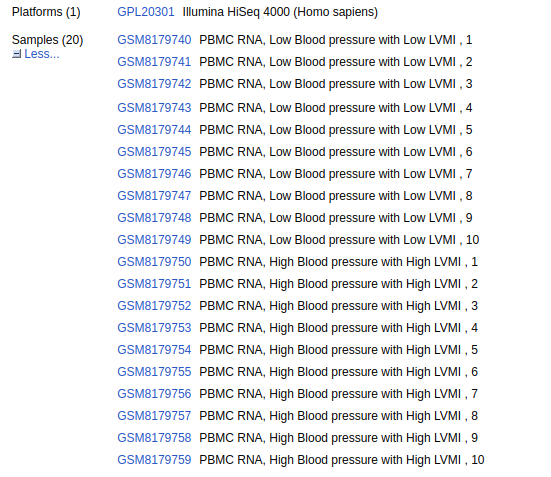 Platforms (1) GPL20301 Illumina HiSeq 4000 (Homo sapiens)
Samples (20) GSM8179740 PBMC RNA, Low Blood pressure with Low LVMI , 1
Less...
GSM8179741 PBMC RNA, Low Blood pressure with Low LVMI , 2
GSM8179742 PBMC RNA, Low Blood pressure with Low LVMI , 3
GSM8179743 PBMC RNA, Low Blood pressure with Low LVMI , 4
GSM8179744 PBMC RNA, Low Blood pressure with Low LVMI , 5
GSM8179745 PBMC RNA, Low Blood pressure with Low LVMI , 6
GSM8179746 PBMC RNA, Low Blood pressure with Low LVMI , 7
GSM8179747 PBMC RNA, Low Blood pressure with Low LVMI , 8
GSM8179748 PBMC RNA, Low Blood pressure with Low LVMI , 9
GSM8179749 PBMC RNA, Low Blood pressure with Low LVMI , 10
GSM8179750 PBMC RNA, High Blood pressure with High LVMI , 1
GSM8179751 PBMC RNA, High Blood pressure with High LVMI , 2
GSM8179752 PBMC RNA, High Blood pressure with High LVMI , 3
GSM8179753 PBMC RNA, High Blood pressure with High LVMI , 4
GSM8179754 PBMC RNA, High Blood pressure with High LVMI , 5
GSM8179755 PBMC RNA, High Blood pressure with High LVMI , 6
GSM8179756 PBMC RNA, High Blood pressure with High LVMI , 7
GSM8179757 PBMC RNA, High Blood pressure with High LVMI , 8
GSM8179758 PBMC RNA, High Blood pressure with High LVMI , 9
GSM8179759 PBMC RNA, High Blood pressure with High LVMI , 10